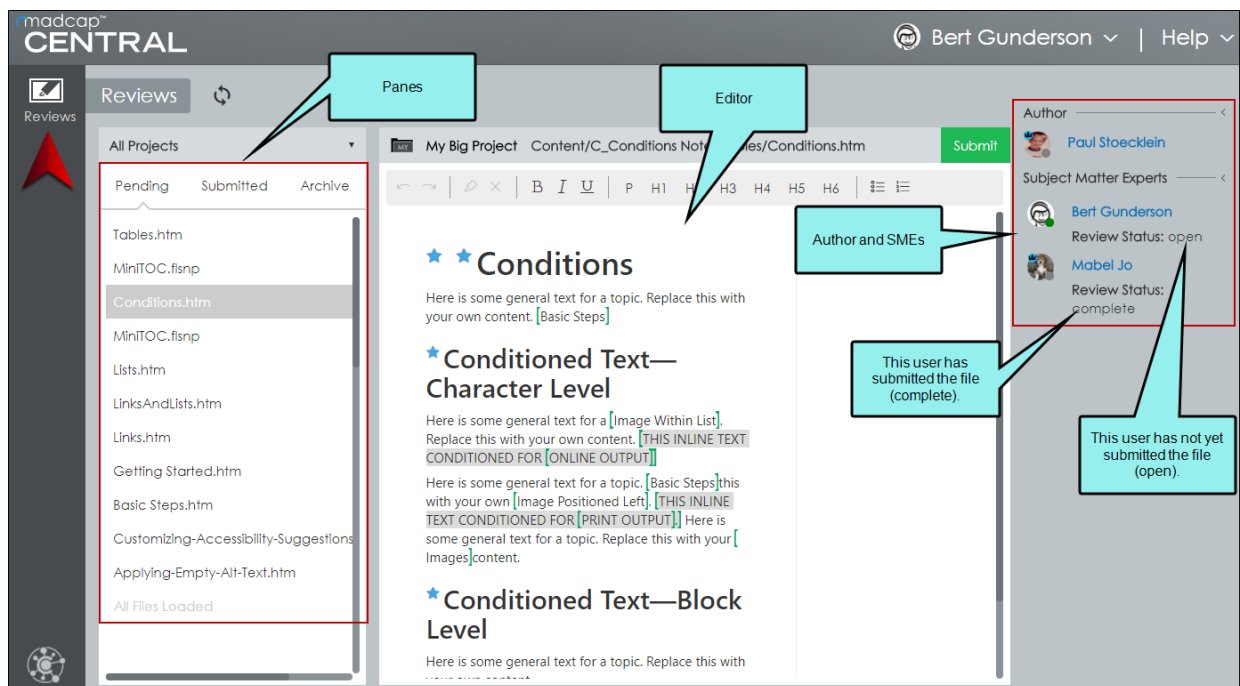 madcap™
CENTRAL
Bert Gunderson
|
Help
Reviews
Reviews
Panes
Editor
All Projects
Pending Submitted Archive
Tables.htm
MiniTOC.flsnp
Conditions.htm
MiniTOC.flsnp
Lists.htm
LinksAndLists.htm
Links.htm
Getting Started.htm
Basic Steps.htm
Customizing-Accessibility-Suggestions
Applying-Empty-Alt-Text.htm
All Files Loaded
MY My Big Project Content/C_Conditions Not les/Conditions.htm Submit
B I U P H1 H H3 H4 H5 H6
Conditions
Here is some general text for a topic. Replace this with
your own content. [Basic Steps]
Conditioned Text—
Character Level
Here is some general text for a [Image Within List].
Replace this with your own content. [THIS INLINE TEXT
CONDITIONED FOR [ONLINE OUTPUT]]
Here is some general text for a topic. [Basic Steps]this
with your own [Image Positioned Left]. [THIS INLINE
TEXT CONDITIONED FOR [PRINT OUTPUT].] Here is
some general text for a topic. Replace this with your [
Images]content.
Conditioned Text—Block
Level
Here is some general text for a topic. Replace this with
Author
Paul Stoecklein
Subject Matter Experts
Bert Gunderson
Review Status: open
Mabel Jo
Review Status:
complete
Author and SMEs
This user has
submitted the file
(complete).
This user has not yet
submitted the file
(open).